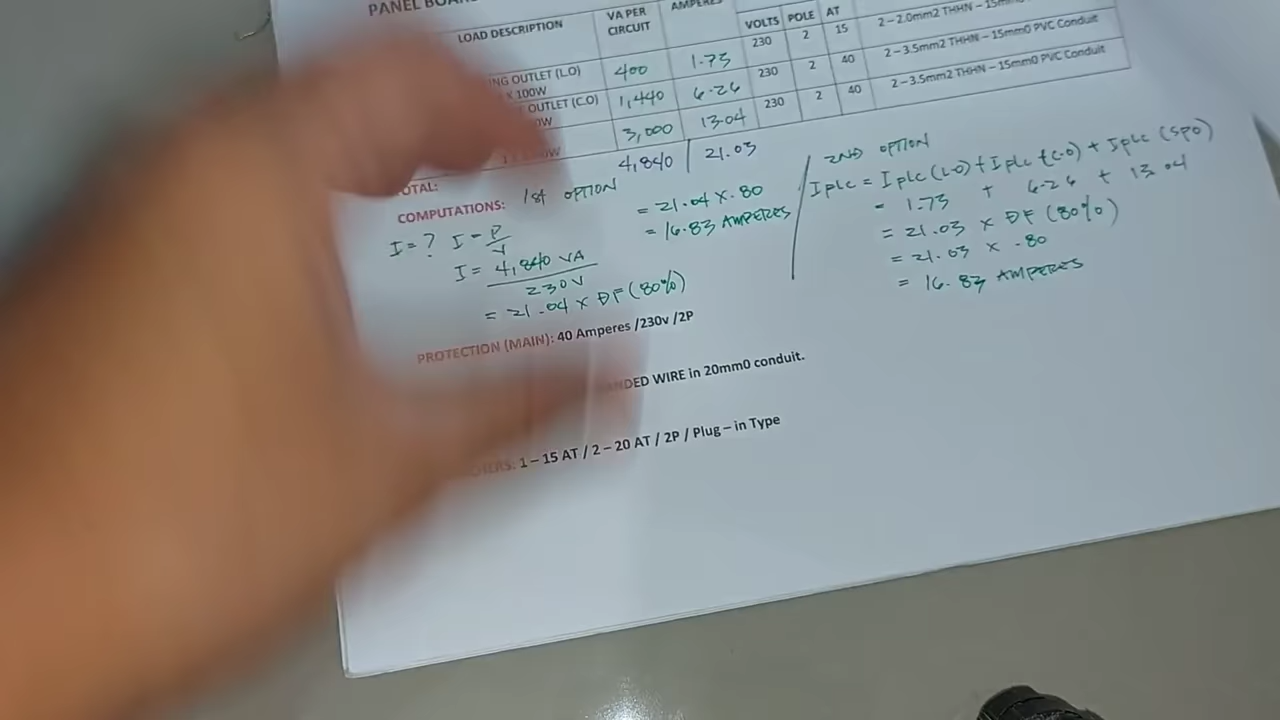 PANEL
LOAD DESCRIPTION VA PER CIRCUIT AMPERES VOLTS POLE AT
NG OUTLET (L.O) 400 1.73 230 2 15 2–2.0mm2 THHN –
X 100W
OUTLET (C.O) 1,440 6.26 230 2 40 2–3.5mm2 THHN – 15mm0 PVC Conduit
3,000 13.04 230 2 40 2–3.5mm2 THHN – 15mm0 PVC Conduit
OTAL: 4,840 21.03
COMPUTATIONS: 1st OPTION
I = ? I = P/V
I = 4,840 VA
230V
= 21.04 X DF (80%)
= 21.04 X .80
= 16.83 AMPERES
2ND OPTION
Iplc = Iplc (L.O) + Iplc + (C.O) + Iplc (SPO)
= 1.73 + 6.26 + 13.04
= 21.03 X DF (80%)
= 21.03 X .80
= 16.83 AMPERES
PROTECTION (MAIN): 40 Amperes /230v /2P
NDED WIRE in 20mm0 conduit.
1 – 15 AT / 2 – 20 AT / 2P / Plug – in Type